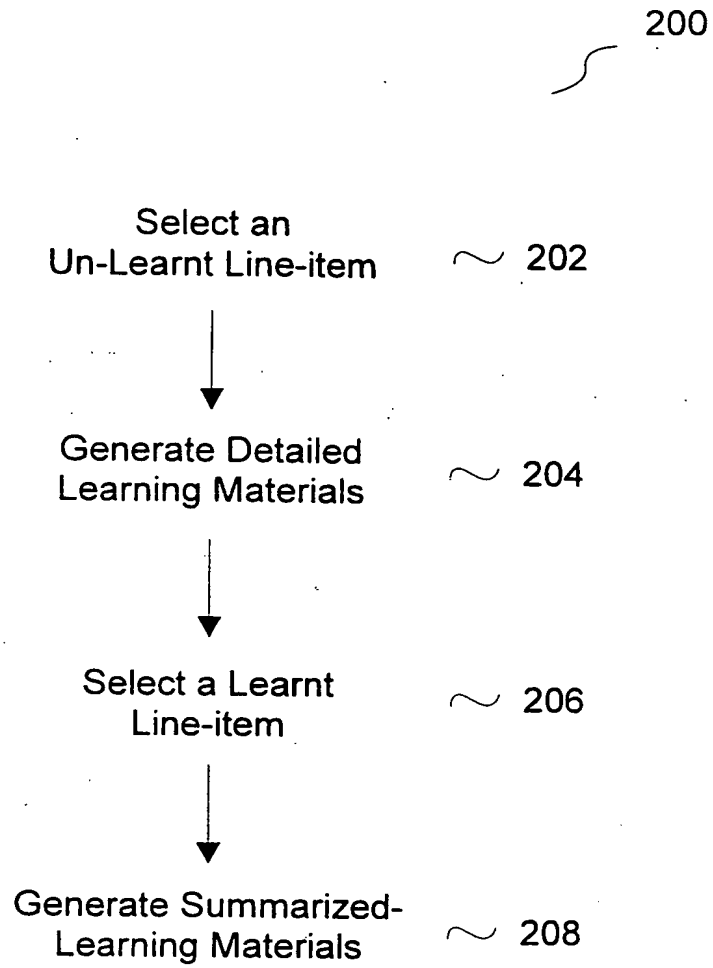 200
Select an
Un-Learnt Line-item
202
Generate Detailed
Learning Materials
204
Select a Learnt
Line-item
206
Generate Summarized-
Learning Materials
208